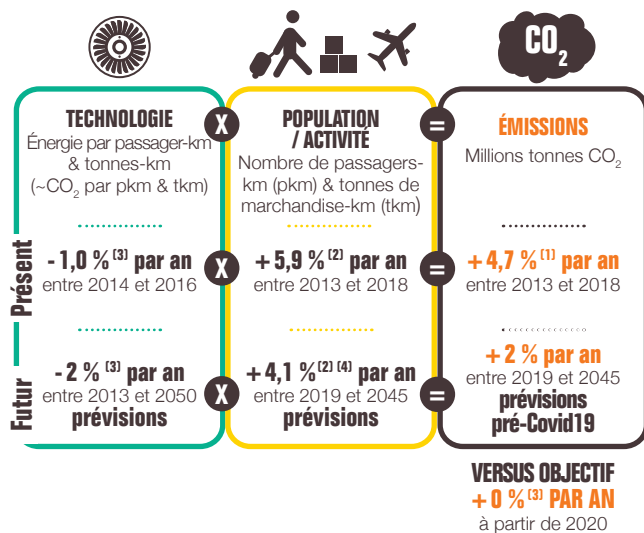 CO₂
TECHNOLOGIE
Énergie par passager-km
& tonnes-km
(~CO₂ par pkm & tkm)
X
POPULATION
/ ACTIVITÉ
Nombre de passagers-
km (pkm) & tonnes de
marchandise-km (tkm)
=
ÉMISSIONS
Millions tonnes CO₂
Présent
- 1,0 % [3] par an
entre 2014 et 2016
X
+ 5,9 % [2] par an
entre 2013 et 2018
=
+ 4,7 % [1] par an
entre 2013 et 2018
Futur
- 2 % [3] par an
entre 2013 et 2050
prévisions
X
+ 4,1 % [2] [4] par an
entre 2019 et 2045
prévisions
=
+ 2 % par an
entre 2019 et 2045
prévisions
pré-Covid19
VERSUS OBJECTIF
+ 0 % [3] PAR AN
à partir de 2020